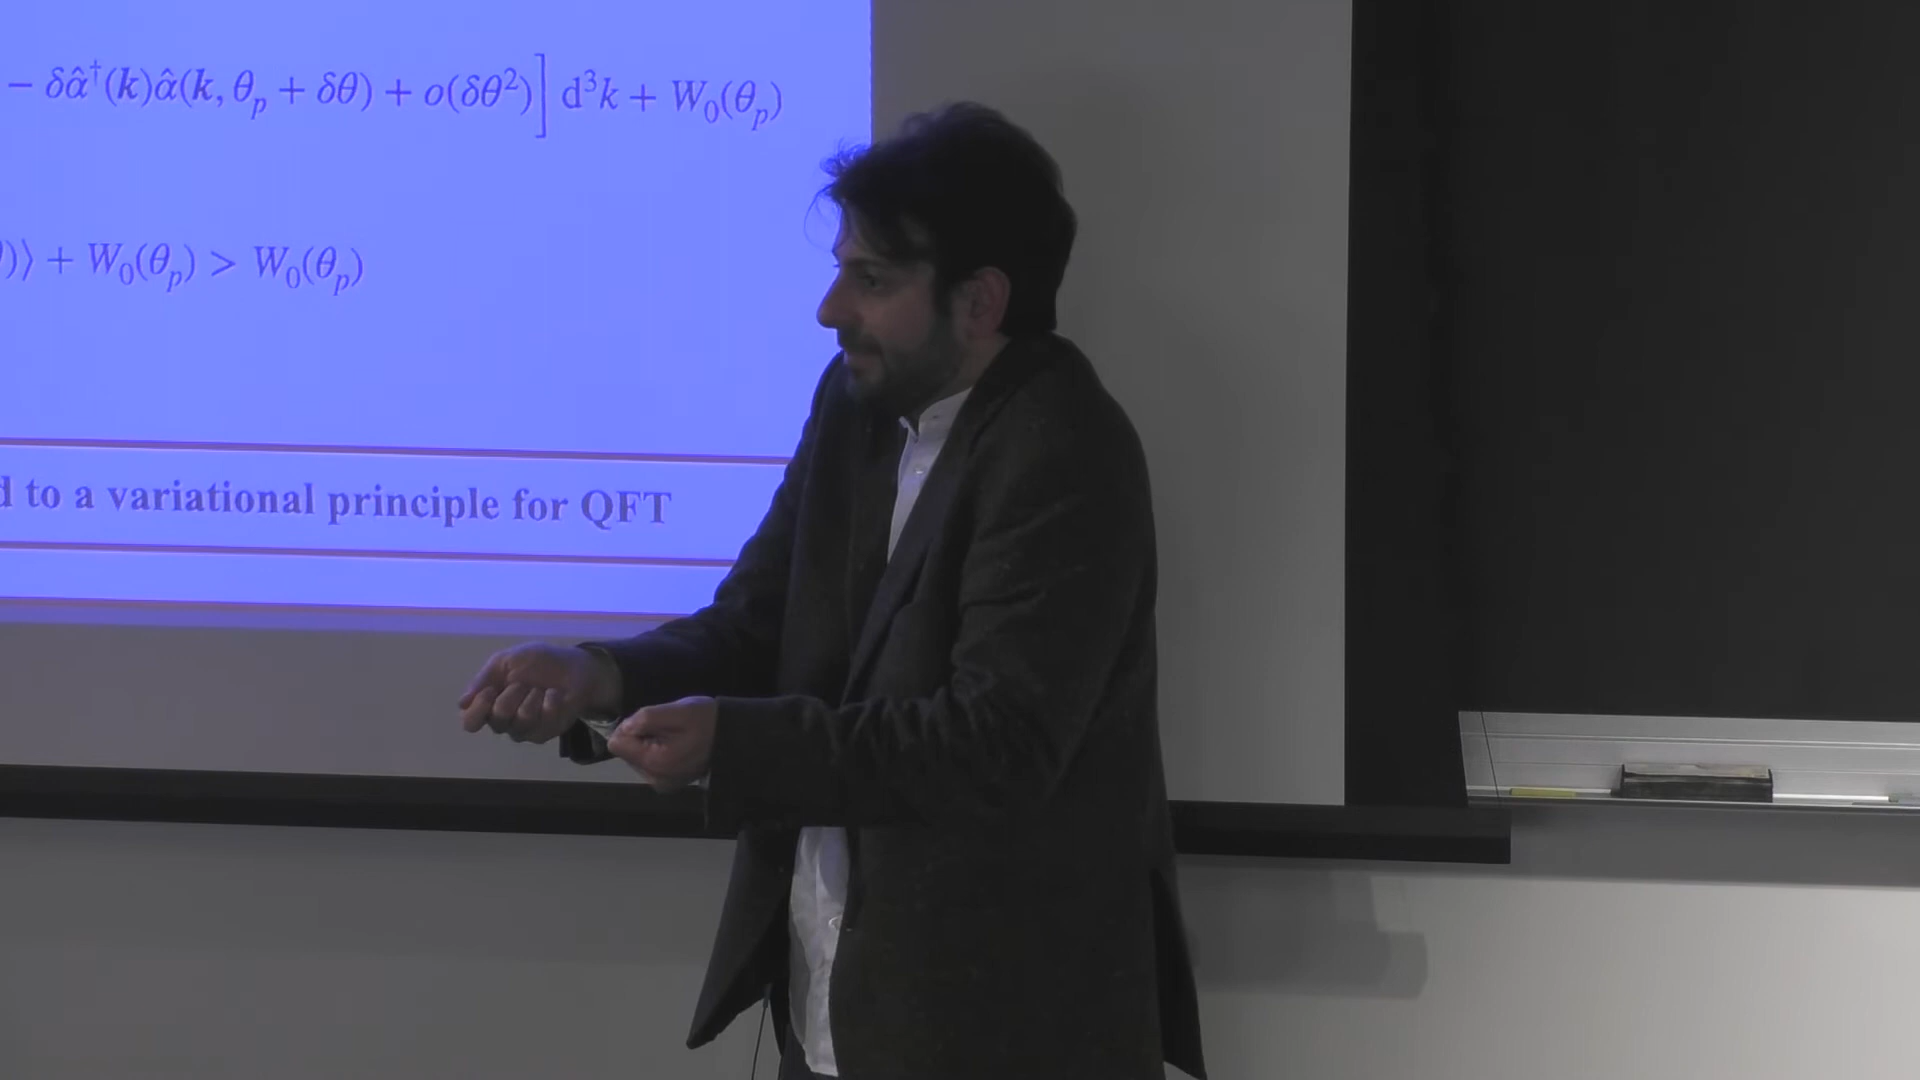 − δα̂†(k)α̂(k, θₚ + δθ) + o(δθ²)] d³k + W₀(θₚ)
)⟩ + W₀(θₚ) > W₀(θₚ)
to a variational principle for QFT